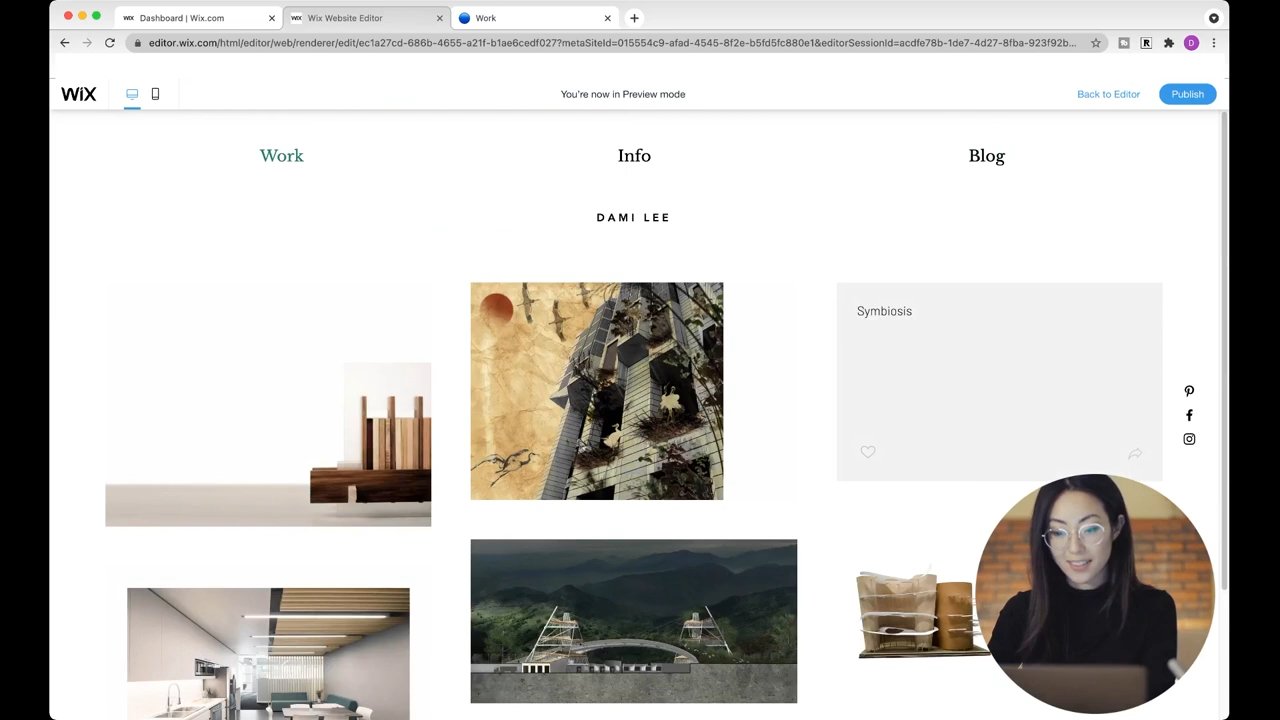 WiX Dashboard | Wix.com
WiX Wix Website Editor
Work
editor.wix.com/html/editor/web/renderer/edit/ec1a27cd-686b-4655-a21f-b1ae6cedf027?metaSiteId=015554c9-afad-4545-8f2e-b5fd5fc880e1&editorSessionId=acdfe78b-1de7-4d27-8fba-923f92b...
R
D
WiX
You're now in Preview mode
Back to Editor
Publish
Work
Info
Blog
DAMI LEE
Symbiosis